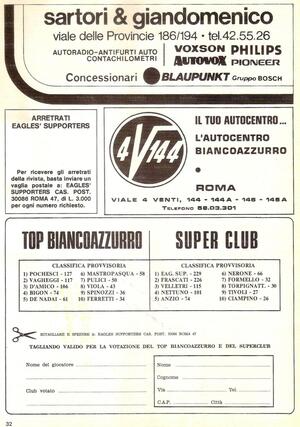 sartori & giandomenico
viale delle Provincie 186/194 • tel.42.55.26
AUTORADIO-ANTIFURTI AUTO
CONTACHILOMETRI
VOXSON PHILIPS
AUTOVOX PIONEER
Concessionari BLAUPUNKT Gruppo BOSCH
ARRETRATI
EAGLES' SUPPORTERS
Per ricevere gli arretrati
della rivista, basta inviare un
vaglia postale a: EAGLES'
SUPPORTERS CAS. POST.
30086 ROMA 47, di L. 3.000
per ogni numero richiesto.
4V144
IL TUO AUTOCENTRO...
L'AUTOCENTRO
BIANCOAZZURRO
ROMA
VIALE 4 VENTI, 144 - 144A - 146 - 146A
TELEFONO 58.03.301
TOP BIANCOAZZURRO
CLASSIFICA PROVVISORIA
1) POCHESCI - 127
2) VAGHEGGI - 117
3) D'AMICO - 106
4) BIGON - 74
5) DE NADAI - 61
6) MASTROPASQUA - 58
7) PULICI - 50
8) VIOLA - 43
9) SPINOZZI - 36
10) FERRETTI - 34
SUPER CLUB
CLASSIFICA PROVVISORIA
1) EAG. SUP. - 229
2) FRASCATI - 226
3) VELLETRI - 115
4) NETTUNO - 101
5) ANZIO - 74
6) NERONE - 66
7) FORMELLO - 32
8) TORPIGNATT. - 30
9) TIVOLI - 27
10) CIAMPINO - 26
RITAGLIARE E SPEDIRE A: EAGLES SUPPORTERS CAS. POST. 30086 ROMA 47
TAGLIANDO VALIDO PER LA VOTAZIONE DEL TOP BIANCOAZZURRO E DEL SUPERCLUB
Nome del giocatore
Club votato
Nome
Cognome
Via Tel.
C.A.P. Città
32